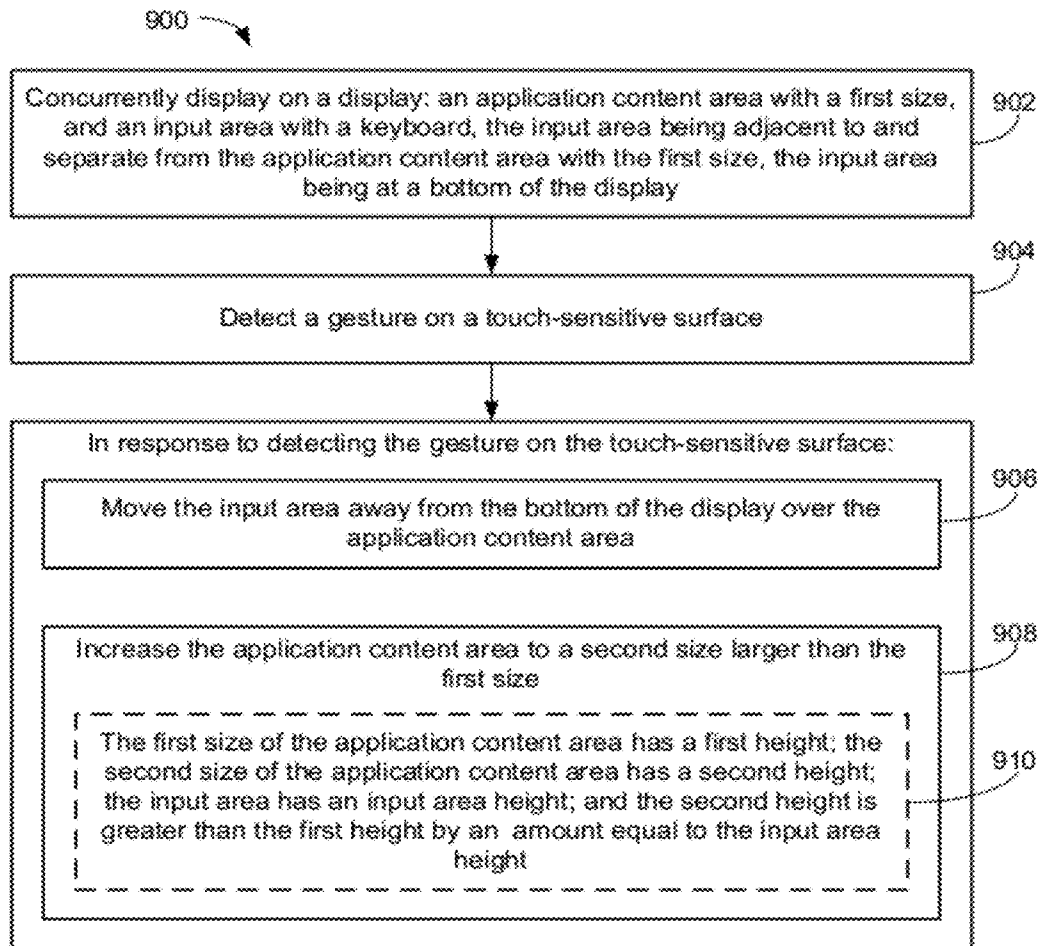 900
Concurrently display on a display: an application content area with a first size,
and an input area with a keyboard, the input area being adjacent to and
separate from the application content area with the first size, the input area
being at a bottom of the display
902
Detect a gesture on a touch-sensitive surface
904
In response to detecting the gesture on the touch-sensitive surface:
Move the input area away from the bottom of the display over the
application content area
906
Increase the application content area to a second size larger than the
first size
908
The first size of the application content area has a first height; the
second size of the application content area has a second height;
the input area has an input area height; and the second height is
greater than the first height by an amount equal to the input area
height
910